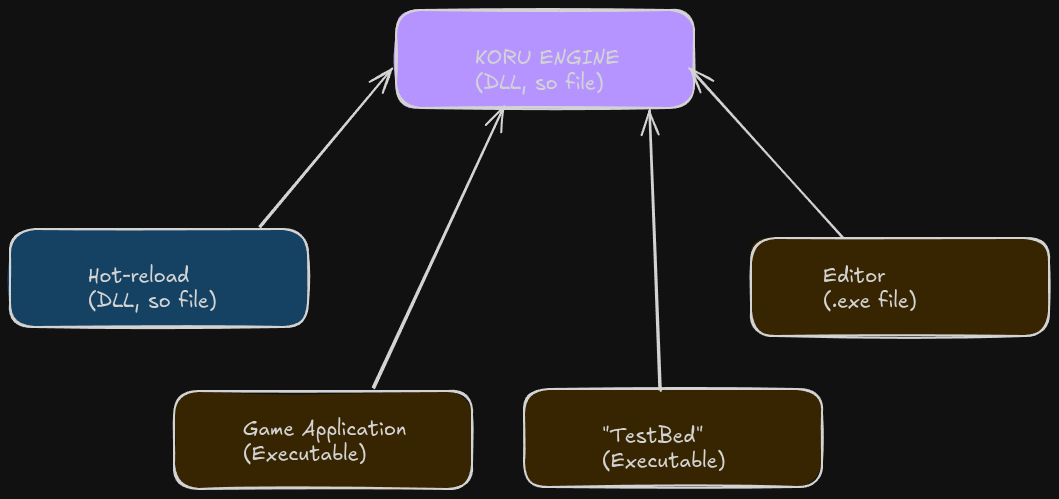 KORU ENGINE
(DLL, so file)
Hot-reload
(DLL, so file)
Editor
(.exe file)
Game Application
(Executable)
"TestBed"
(Executable)